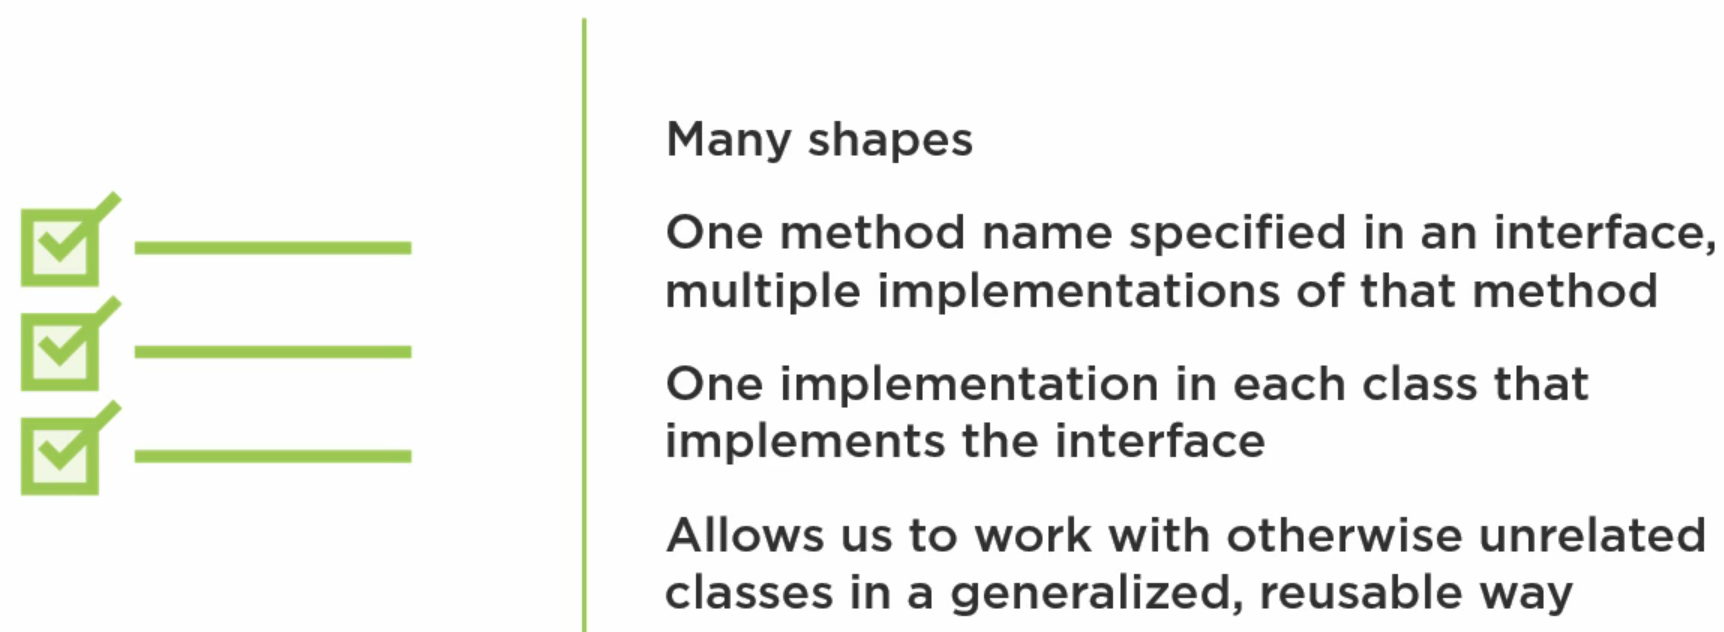 Many shapes
One method name specified in an interface,
multiple implementations of that method
One implementation in each class that
implements the interface
Allows us to work with otherwise unrelated
classes in a generalized, reusable way